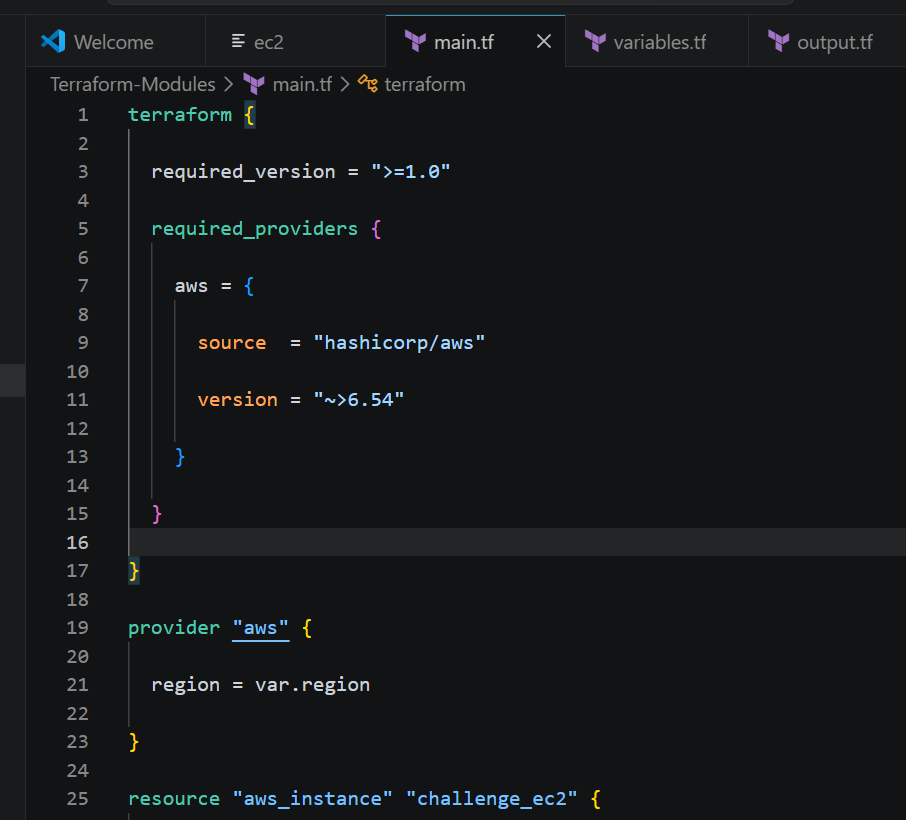 Welcome
ec2
main.tf
variables.tf
output.tf
Terraform-Modules > main.tf > terraform
1 terraform {
2
3 required_version = ">=1.0"
4
5 required_providers {
6
7 aws = {
8
9 source  = "hashicorp/aws"
10
11 version = "~>6.54"
12
13 }
14
15 }
16
17 }
18
19 provider "aws" {
20
21 region = var.region
22
23 }
24
25 resource "aws_instance" "challenge_ec2" {